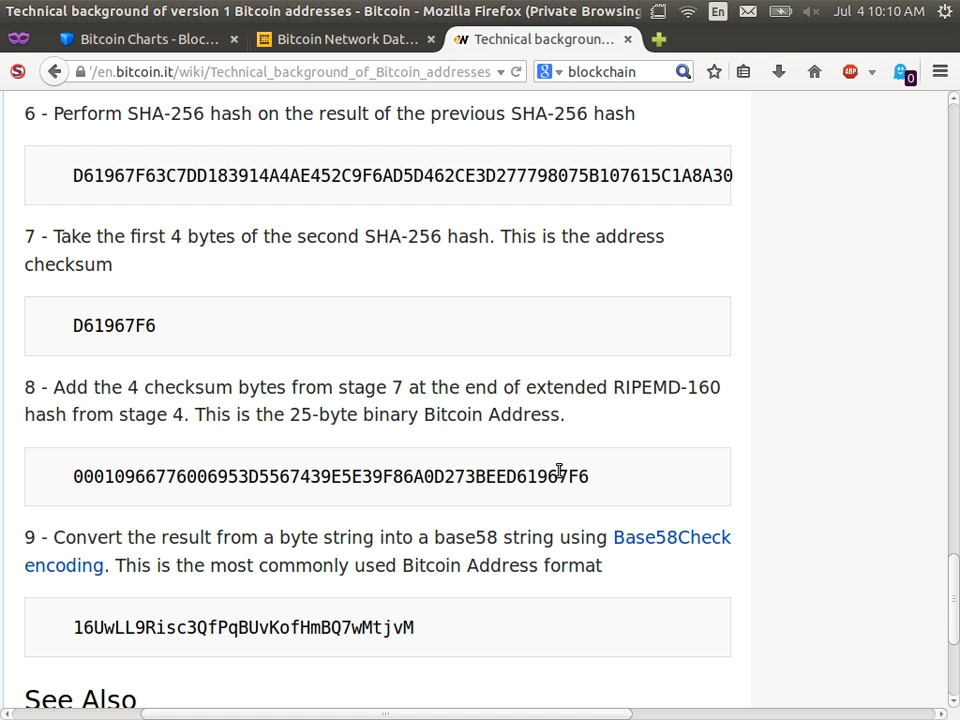 Technical background of version 1 Bitcoin addresses - Bitcoin - Mozilla Firefox (Private Browsing
En
Jul 4 10:10 AM
Bitcoin Charts - Bloc... ×
Bitcoin Network Dat... ×
Technical backgroun... ×
/en.bitcoin.it/wiki/Technical_background_of_Bitcoin_addresses
blockchain
ABP
0
6 - Perform SHA-256 hash on the result of the previous SHA-256 hash
D61967F63C7DD183914A4AE452C9F6AD5D462CE3D277798075B107615C1A8A30
7 - Take the first 4 bytes of the second SHA-256 hash. This is the address
checksum
D61967F6
8 - Add the 4 checksum bytes from stage 7 at the end of extended RIPEMD-160
hash from stage 4. This is the 25-byte binary Bitcoin Address.
00010966776006953D5567439E5E39F86A0D273BEED61967F6
9 - Convert the result from a byte string into a base58 string using Base58Check
encoding. This is the most commonly used Bitcoin Address format
16UwLL9Risc3QfPqBUvKofHmBQ7wMtjvM
See Also